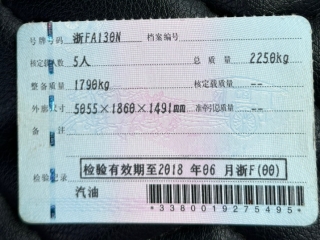 号牌号码 浙FA130N 档案编号
核定载人数 5人 总 质 量 2250kg
整备质量 1790kg 核定载质量 --
外廓尺寸 5055×1860×1491mm 准牵引总质量 --
备 注
检验有效期至2018 年06 月浙F(00)
检验记录
汽油
*3380019275495*